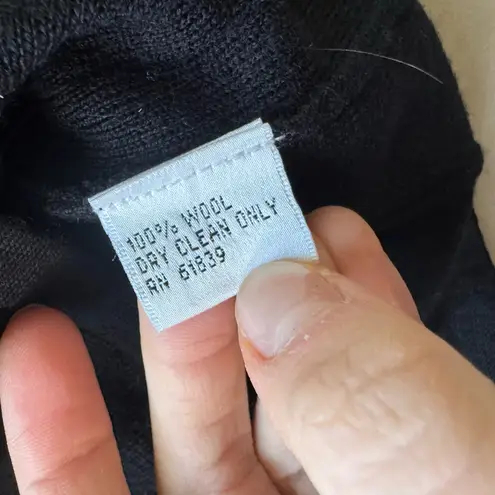 100% WOOL
DRY CLEAN ONLY
RN 61839